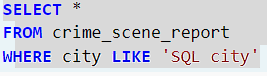 SELECT *
FROM crime_scene_report
WHERE city LIKE 'SQL city'